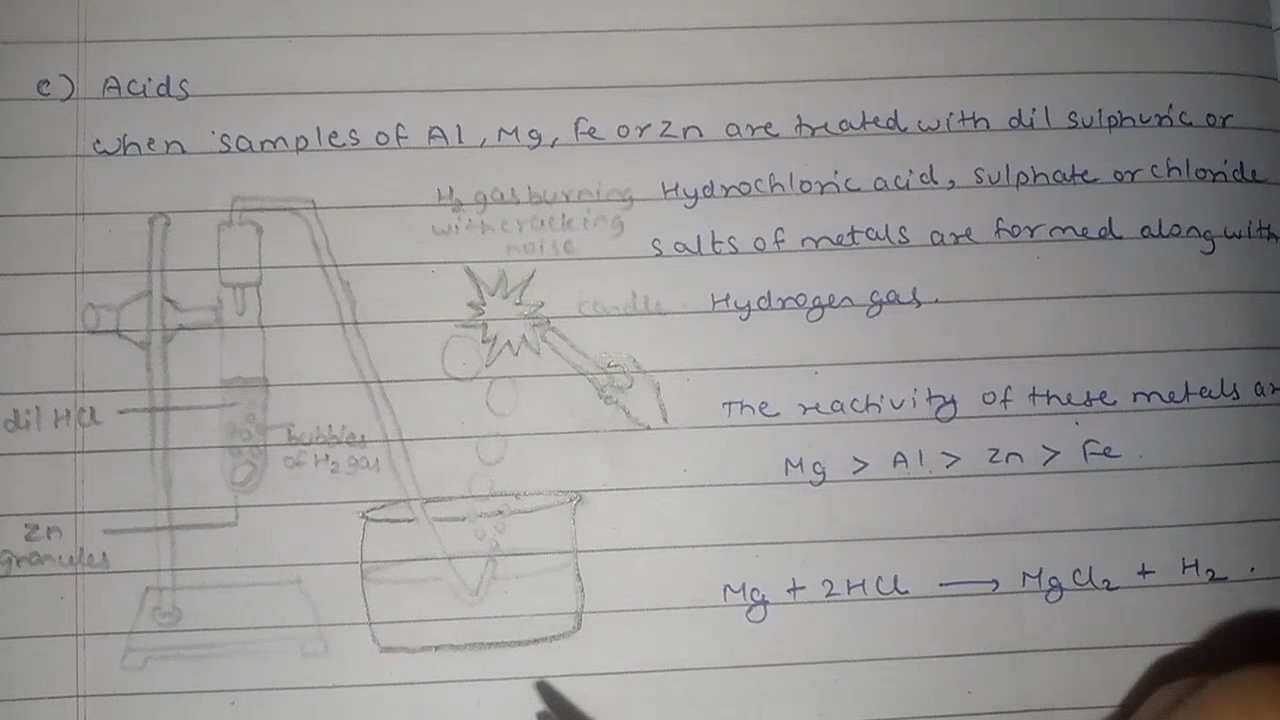 c) Acids
When samples of Al, Mg, Fe or Zn are treated with dil sulphuric or
Hydrochloric acid, sulphate or chloride
salts of metals are formed along with
Hydrogen gas.
H2 gas burning
with cracking
noise
candle
dil HCl
bubbles
of H2 gas
Zn
granules
The reactivity of these metals ar
Mg > Al > Zn > Fe
Mg + 2HCl → MgCl2 + H2.